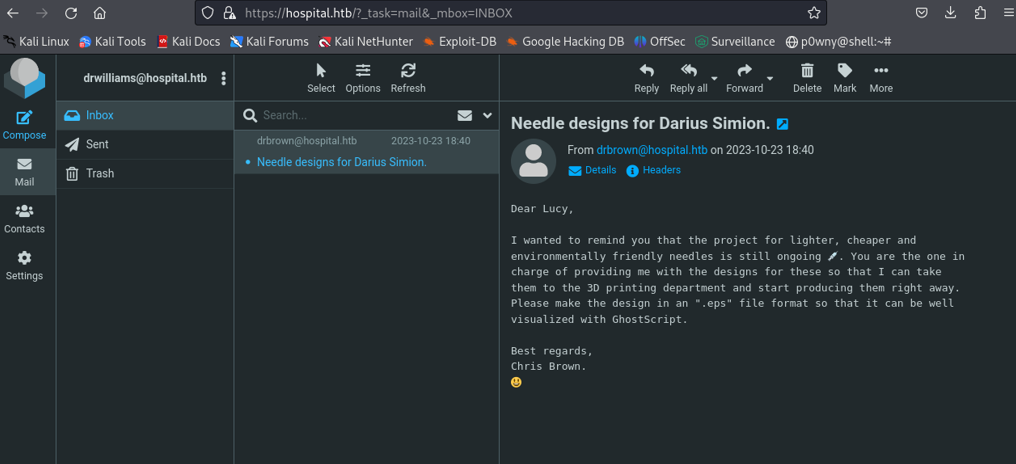 https://hospital.htb/?_task=mail&_mbox=INBOX
Kali Linux Kali Tools Kali Docs Kali Forums Kali NetHunter Exploit-DB Google Hacking DB OffSec Surveillance p0wny@shell:~#
drwilliams@hospital.htb
Select Options Refresh
Reply Reply all Forward Delete Mark More
Compose
Mail
Contacts
Settings
Inbox
Sent
Trash
Search...
drbrown@hospital.htb 2023-10-23 18:40
Needle designs for Darius Simion.
Needle designs for Darius Simion.
From drbrown@hospital.htb on 2023-10-23 18:40
Details Headers
Dear Lucy,
I wanted to remind you that the project for lighter, cheaper and
environmentally friendly needles is still ongoing 💉. You are the one in
charge of providing me with the designs for these so that I can take
them to the 3D printing department and start producing them right away.
Please make the design in an ".eps" file format so that it can be well
visualized with GhostScript.
Best regards,
Chris Brown.
😃